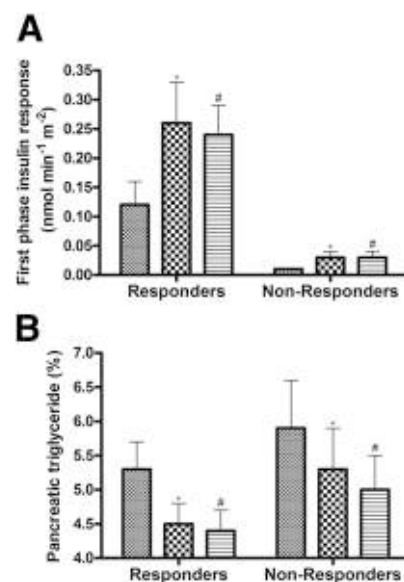 A
First phase insulin response
(nmol min-1 m-2)
0.35
0.30
0.25
0.20
0.15
0.10
0.05
0.00
* #
* #
Responders Non-Responders
B
Pancreatic triglyceride (%)
7.0
6.5
6.0
5.5
5.0
4.5
4.0
* #
* #
Responders Non-Responders